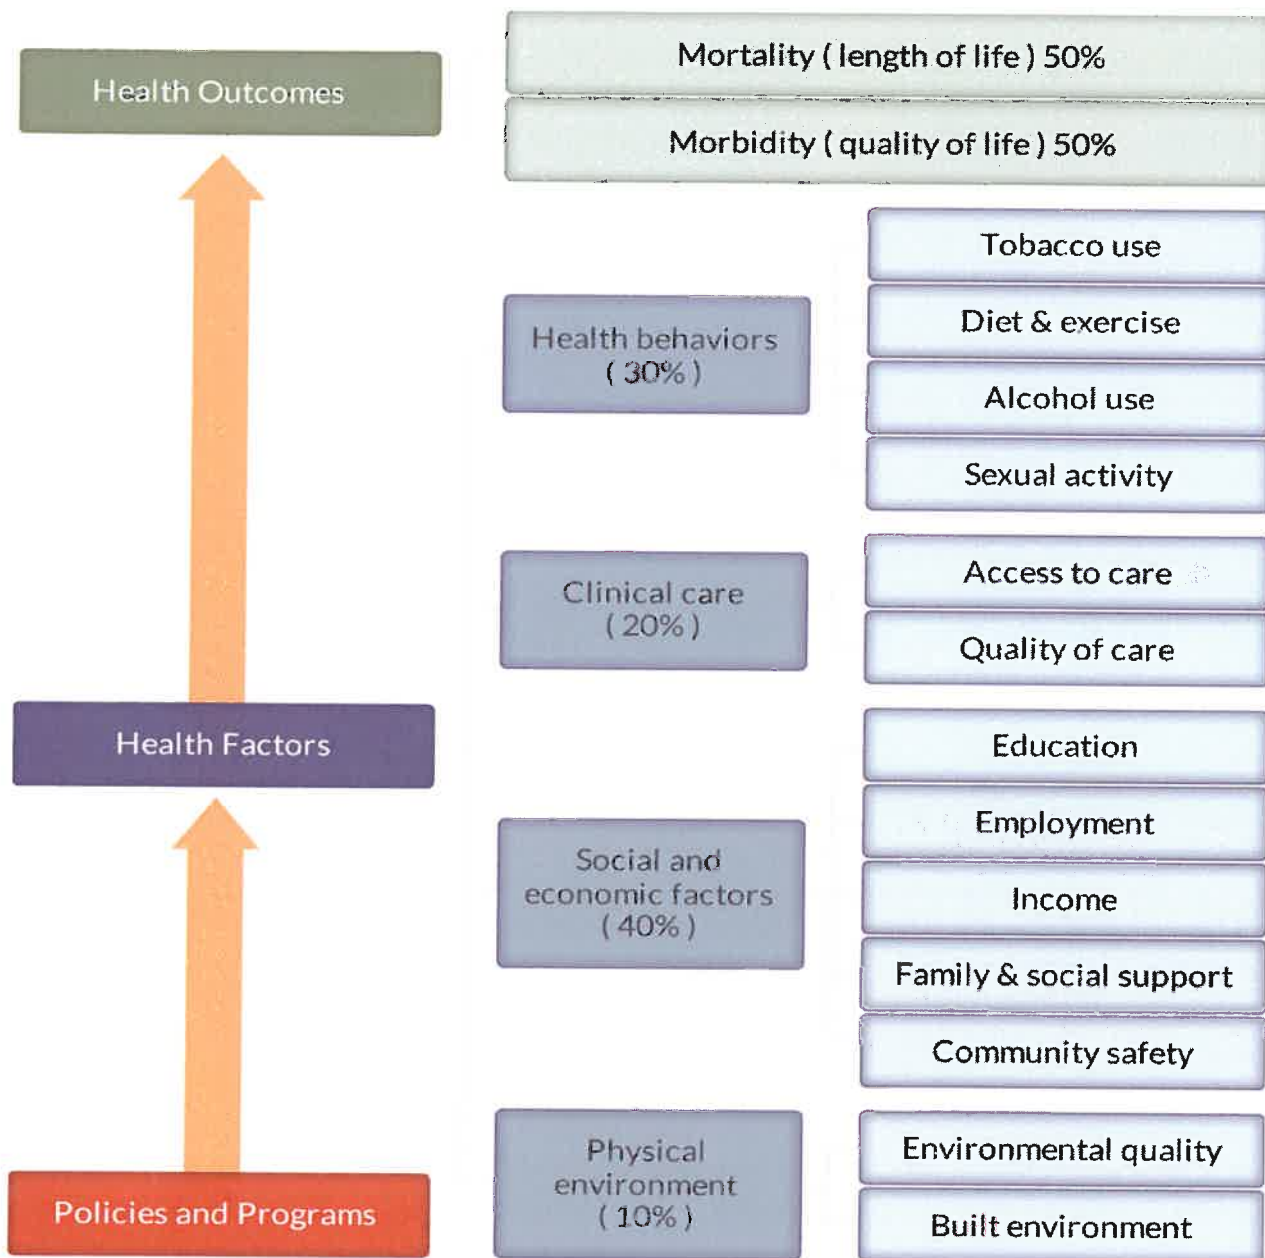 Health Outcomes
Mortality ( length of life ) 50%
Morbidity ( quality of life ) 50%
Tobacco use
Health behaviors
( 30% )
Diet & exercise
Alcohol use
Sexual activity
Clinical care
( 20% )
Access to care
Quality of care
Health Factors
Education
Social and
economic factors
( 40% )
Employment
Income
Family & social support
Community safety
Physical
environment
( 10% )
Environmental quality
Built environment
Policies and Programs